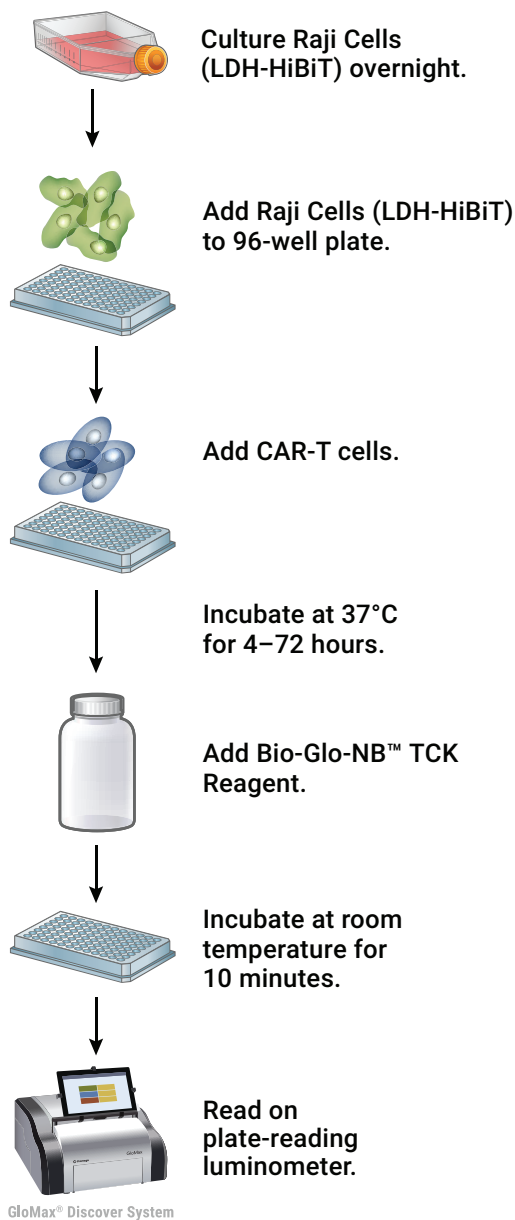 Culture Raji Cells
(LDH-HiBiT) overnight.
Add Raji Cells (LDH-HiBiT)
to 96-well plate.
Add CAR-T cells.
Incubate at 37°C
for 4–72 hours.
Add Bio-Glo-NB™ TCK
Reagent.
Incubate at room
temperature for
10 minutes.
Read on
plate-reading
luminometer.
GloMax® Discover System